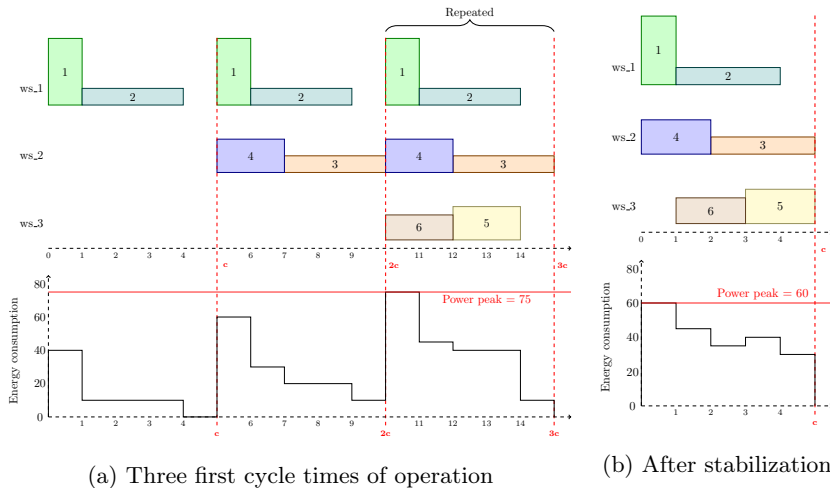 Repeated
1
2
ws_1
1
2
1
2
4
3
ws_2
4
3
6
5
ws_3
0 1 2 3 4 c 6 7 8 9 2c 11 12 13 14 3c
Energy consumption
80
60
40
20
0
Power peak = 75
1 2 3 4 c 6 7 8 9 2c 11 12 13 14 3c
(a) Three first cycle times of operation
1
2
ws_1
4
3
ws_2
6
5
ws_3
0 1 2 3 4 c
Energy consumption
80
60
40
20
0
Power peak = 60
1 2 3 4 c
(b) After stabilization